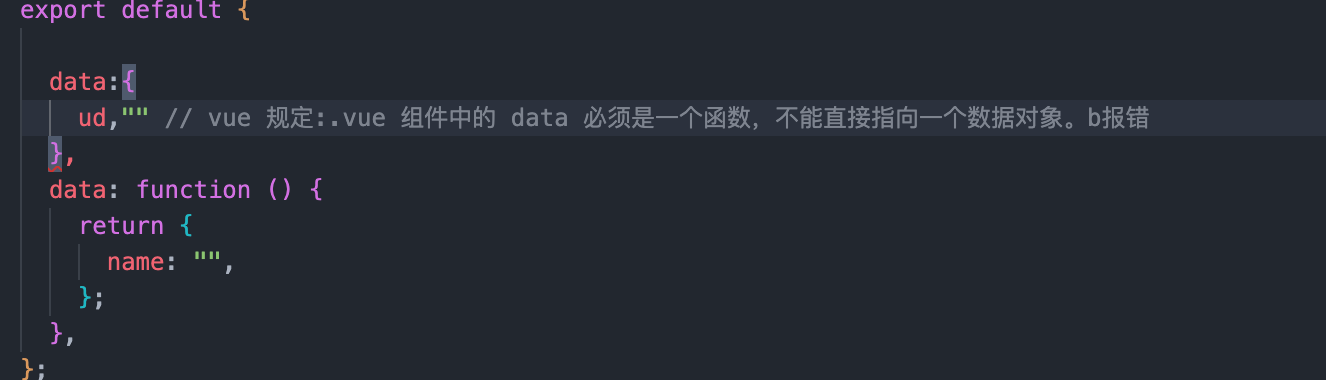 export default {
data:{
ud,"" // vue 规定:.vue 组件中的 data 必须是一个函数，不能直接指向一个数据对象。b报错
},
data: function () {
return {
name: "",
};
},
};